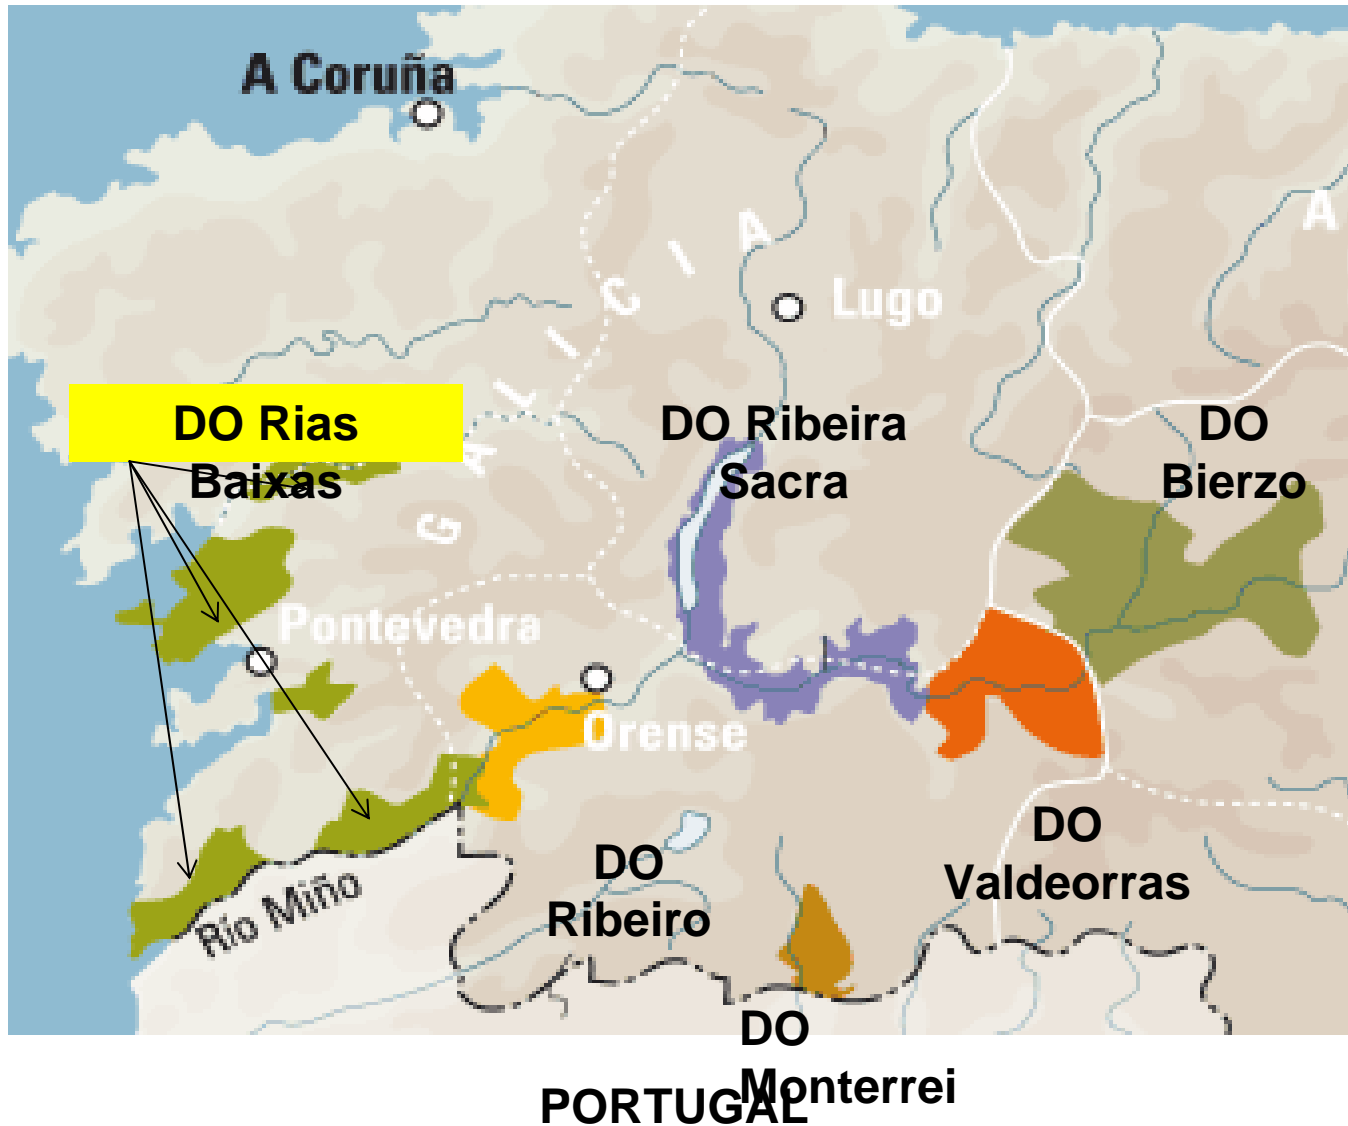 A Coruña
A
GALICIA
Lugo
DO Rias
Baixas
DO Ribeira
Sacra
DO
Bierzo
Pontevedra
Orense
DO
Valdeorras
DO
Ribeiro
Río Miño
DO
Monterrei
PORTUGAL